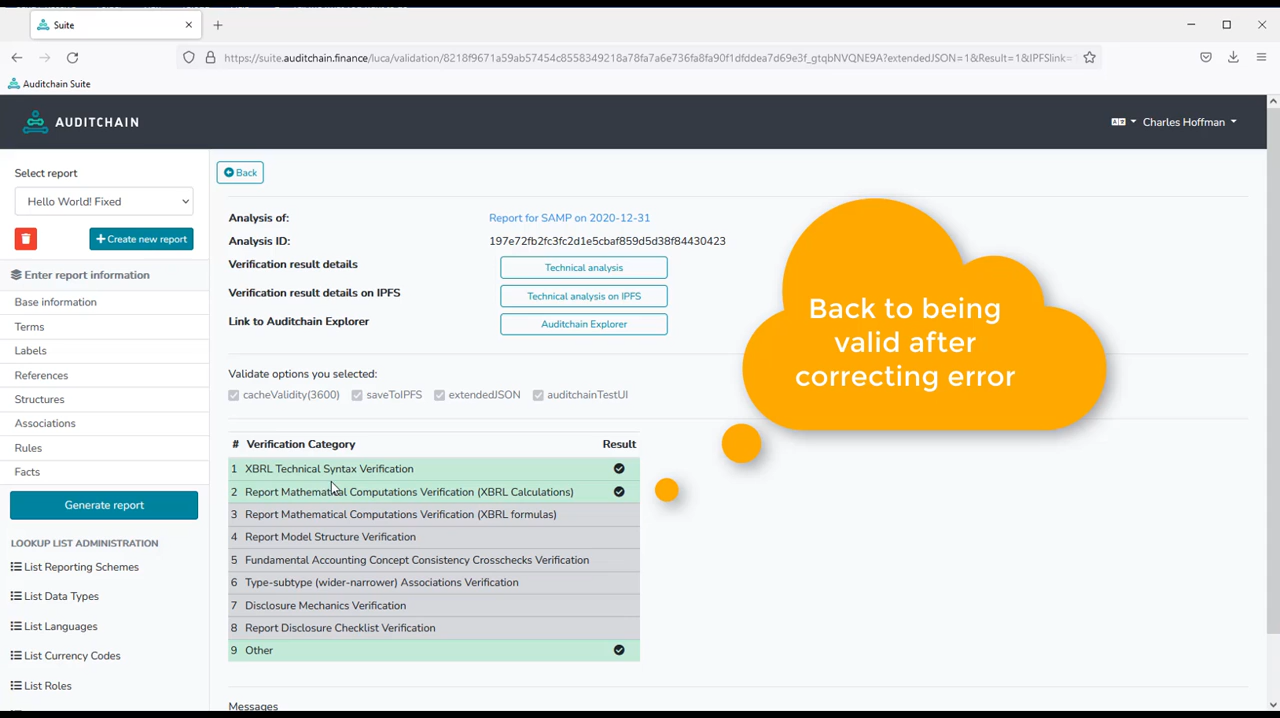 Suite
https://suite.auditchain.finance/luca/validation/8218f9671a59ab57454c8558349218a78fa7a6e736fa8fa90f1dfddea7d69e3f_gtqbNVQNE9A?extendedJSON=1&Result=1&IPFSlink=
Auditchain Suite
AUDITCHAIN
Charles Hoffman
Select report
Hello World! Fixed
Create new report
Enter report information
Base information
Terms
Labels
References
Structures
Associations
Rules
Facts
Generate report
LOOKUP LIST ADMINISTRATION
List Reporting Schemes
List Data Types
List Languages
List Currency Codes
List Roles
Back
Analysis of: Report for SAMP on 2020-12-31
Analysis ID: 197e72fb2fc3fc2d1e5cbaf859d5d38f84430423
Verification result details Technical analysis
Verification result details on IPFS Technical analysis on IPFS
Link to Auditchain Explorer Auditchain Explorer
Validate options you selected:
cacheValidity(3600) saveToIPFS extendedJSON auditchainTestUI
# Verification Category Result
1 XBRL Technical Syntax Verification
2 Report Mathematical Computations Verification (XBRL Calculations)
3 Report Mathematical Computations Verification (XBRL formulas)
4 Report Model Structure Verification
5 Fundamental Accounting Concept Consistency Crosschecks Verification
6 Type-subtype (wider-narrower) Associations Verification
7 Disclosure Mechanics Verification
8 Report Disclosure Checklist Verification
9 Other
Messages
Back to being
valid after
correcting error